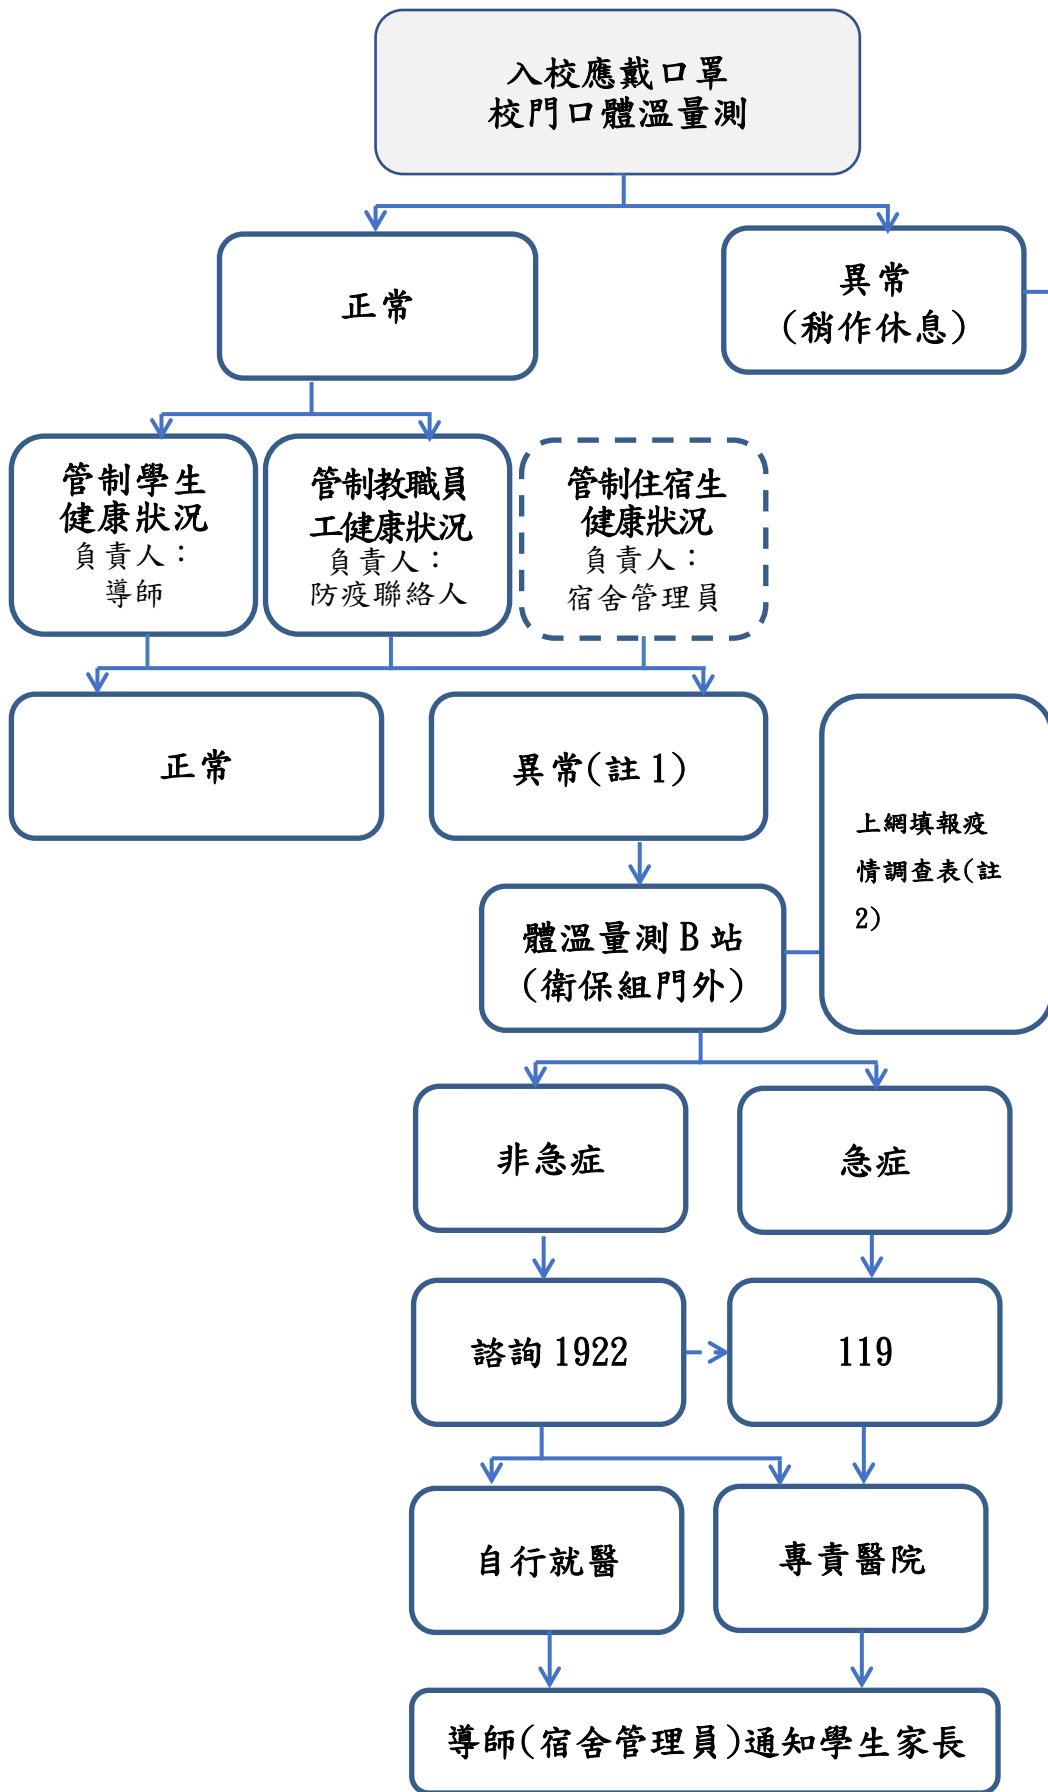 入校應戴口罩
校門口體溫量測
正常
異常
(稍作休息)
管制學生
健康狀況
負責人：
導師
管制教職員
工健康狀況
負責人：
防疫聯絡人
管制住宿生
健康狀況
負責人：
宿舍管理員
正常
異常(註 1)
上網填報疫
情調查表(註
2)
體溫量測 B 站
(衛保組門外)
非急症
急症
諮詢 1922
119
自行就醫
專責醫院
導師(宿舍管理員)通知學生家長